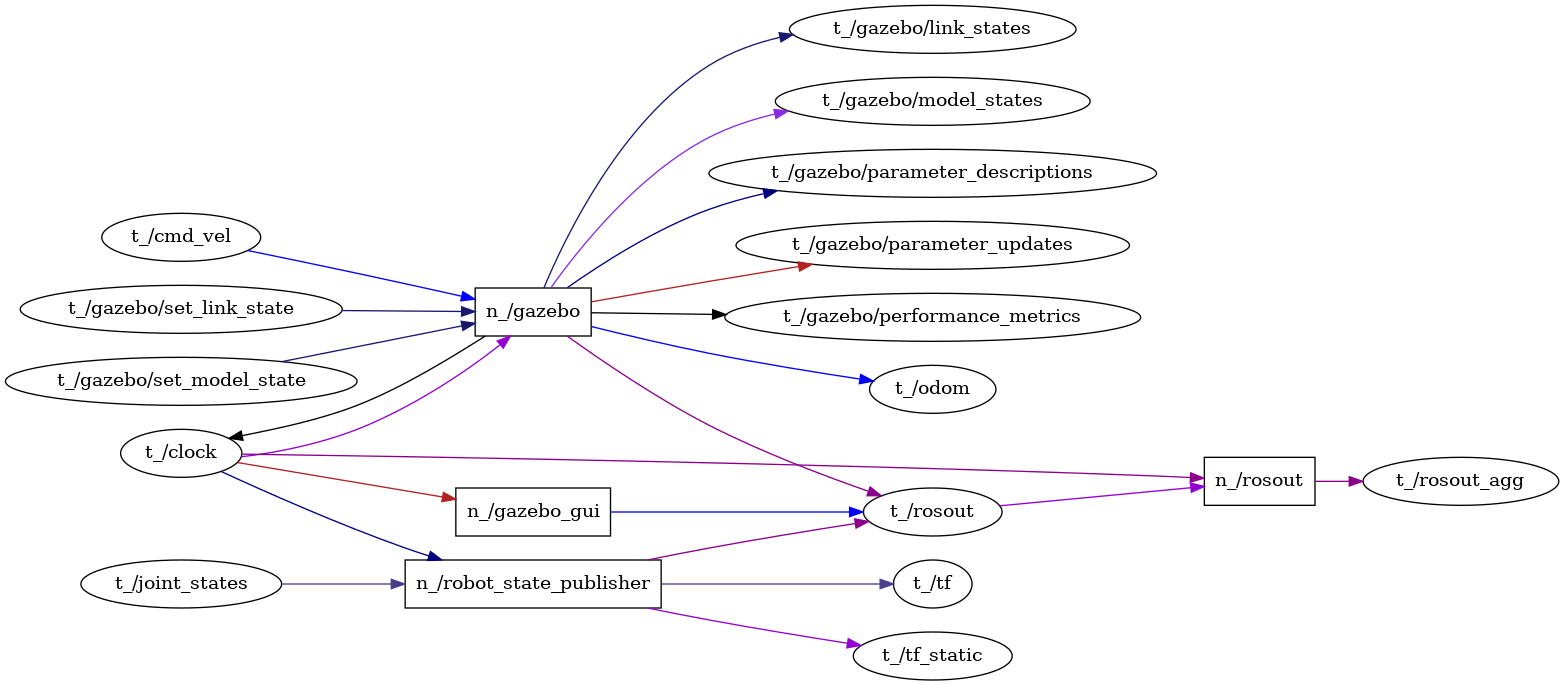 t_/gazebo/link_states
t_/gazebo/model_states
t_/gazebo/parameter_descriptions
t_/cmd_vel
t_/gazebo/parameter_updates
t_/gazebo/set_link_state
n_/gazebo
t_/gazebo/performance_metrics
t_/gazebo/set_model_state
t_/odom
t_/clock
n_/rosout
t_/rosout_agg
n_/gazebo_gui
t_/rosout
t_/joint_states
n_/robot_state_publisher
t_/tf
t_/tf_static